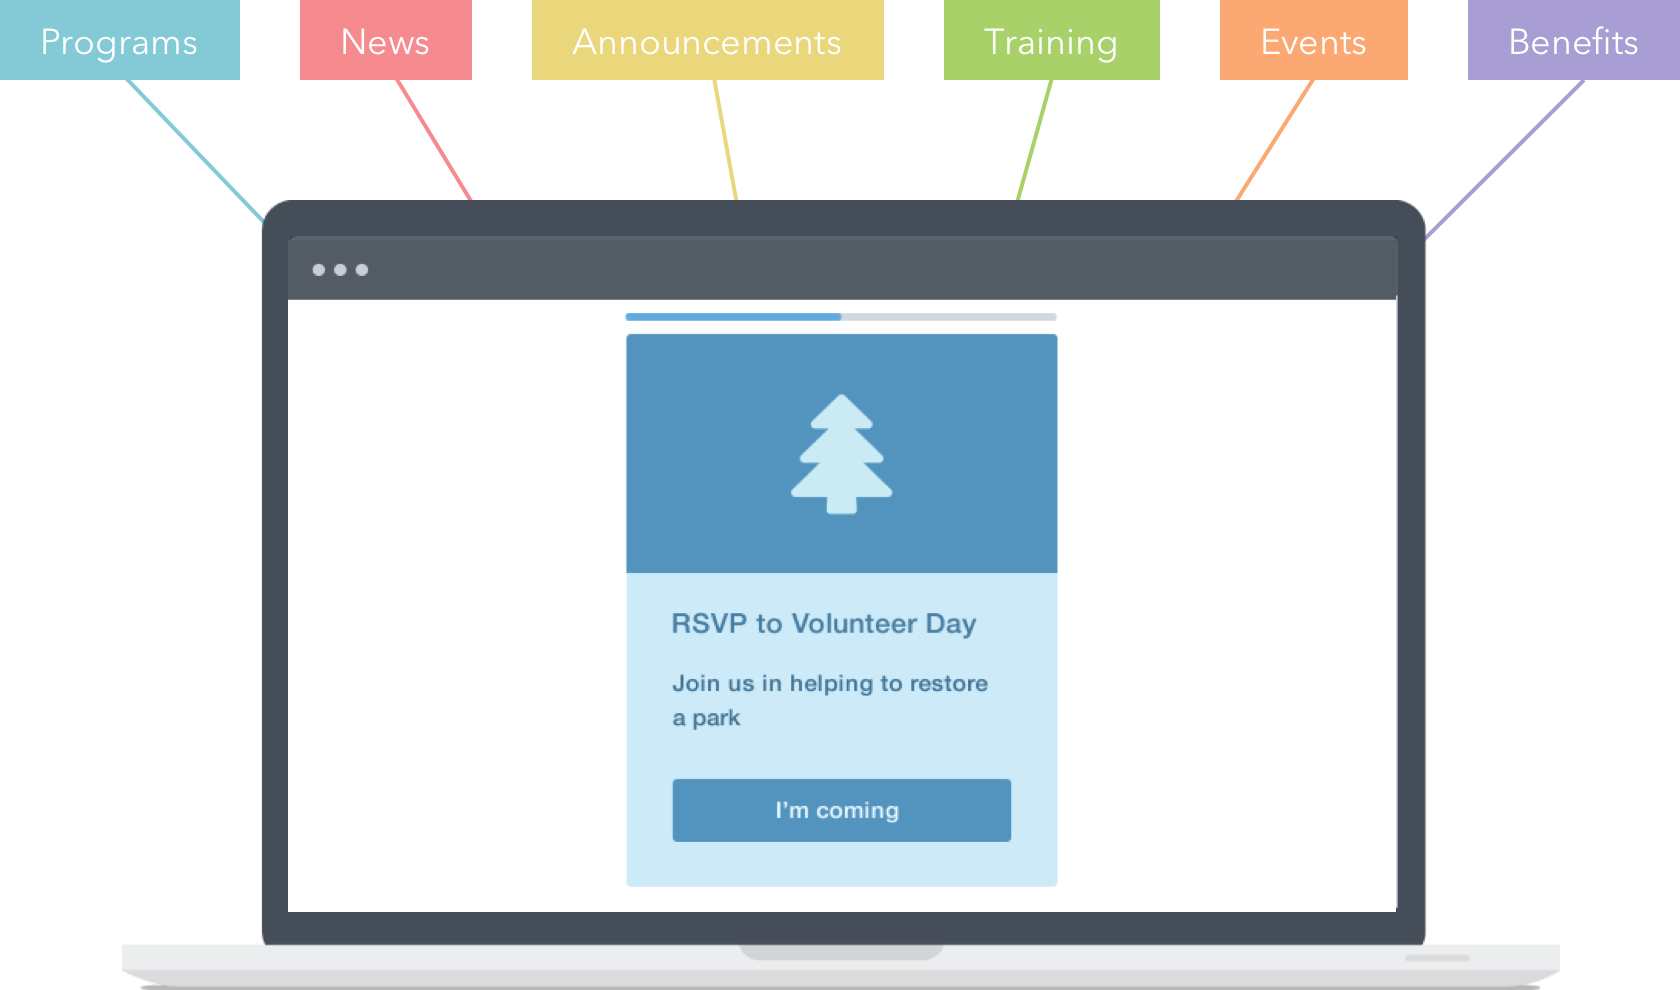 Programs
News
Announcements
Training
Events
Benefits
RSVP to Volunteer Day
Join us in helping to restore
a park
I'm coming